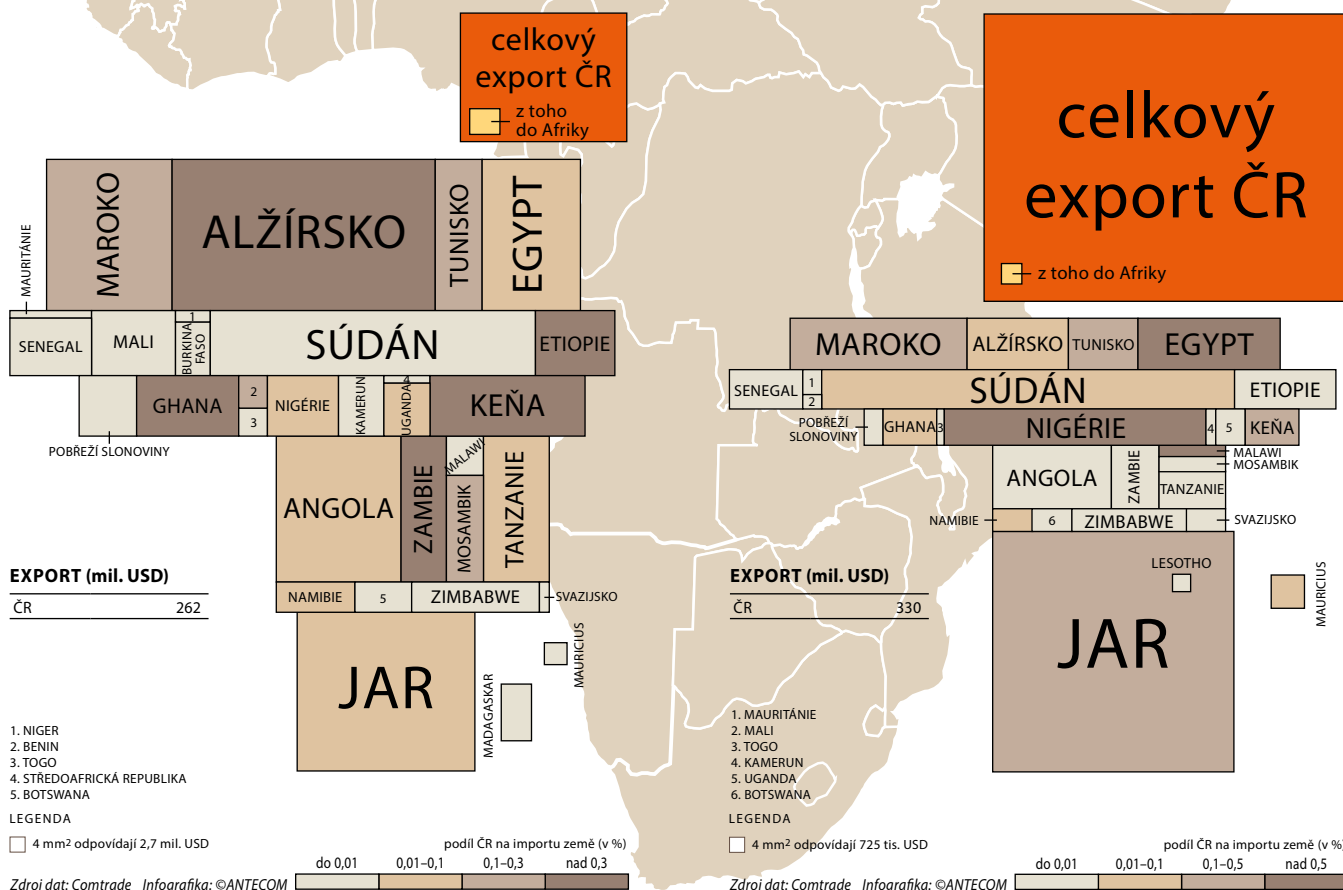 celkový
export ČR
z toho
do Afriky
MAROKO
ALŽÍRSKO
TUNISKO
EGYPT
MAURITÁNIE
SENEGAL
MALI
1
BURKINA
FASO
SÚDÁN
ETIOPIE
GHANA
2
3
NIGÉRIE
KAMERUN
4
UGANDA
KEŇA
POBŘEŽÍ SLONOVINY
ANGOLA
ZAMBIE
MALAWI
MOSAMBIK
TANZANIE
NAMIBIE
5
ZIMBABWE
SVAZIJSKO
JAR
MAURICIUS
MADAGASKAR
EXPORT (mil. USD)
ČR 262
1. NIGER
2. BENIN
3. TOGO
4. STŘEDOAFRICKÁ REPUBLIKA
5. BOTSWANA
LEGENDA
4 mm² odpovídají 2,7 mil. USD
podíl ČR na importu země (v %)
do 0,01 0,01–0,1 0,1–0,3 nad 0,3
Zdroj dat: Comtrade Infografika: ©ANTECOM
celkový
export ČR
z toho do Afriky
MAROKO
ALŽÍRSKO
TUNISKO
EGYPT
SENEGAL
1
2
SÚDÁN
ETIOPIE
POBŘEŽÍ
SLONOVINY
GHANA
3
NIGÉRIE
4
5
KEŇA
ANGOLA
ZAMBIE
MALAWI
MOSAMBIK
TANZANIE
NAMIBIE
6
ZIMBABWE
SVAZIJSKO
LESOTHO
JAR
MAURICIUS
EXPORT (mil. USD)
ČR 330
1. MAURITÁNIE
2. MALI
3. TOGO
4. KAMERUN
5. UGANDA
6. BOTSWANA
LEGENDA
4 mm² odpovídají 725 tis. USD
podíl ČR na importu země (v %)
do 0,01 0,01–0,1 0,1–0,5 nad 0,5
Zdroj dat: Comtrade Infografika: ©ANTECOM